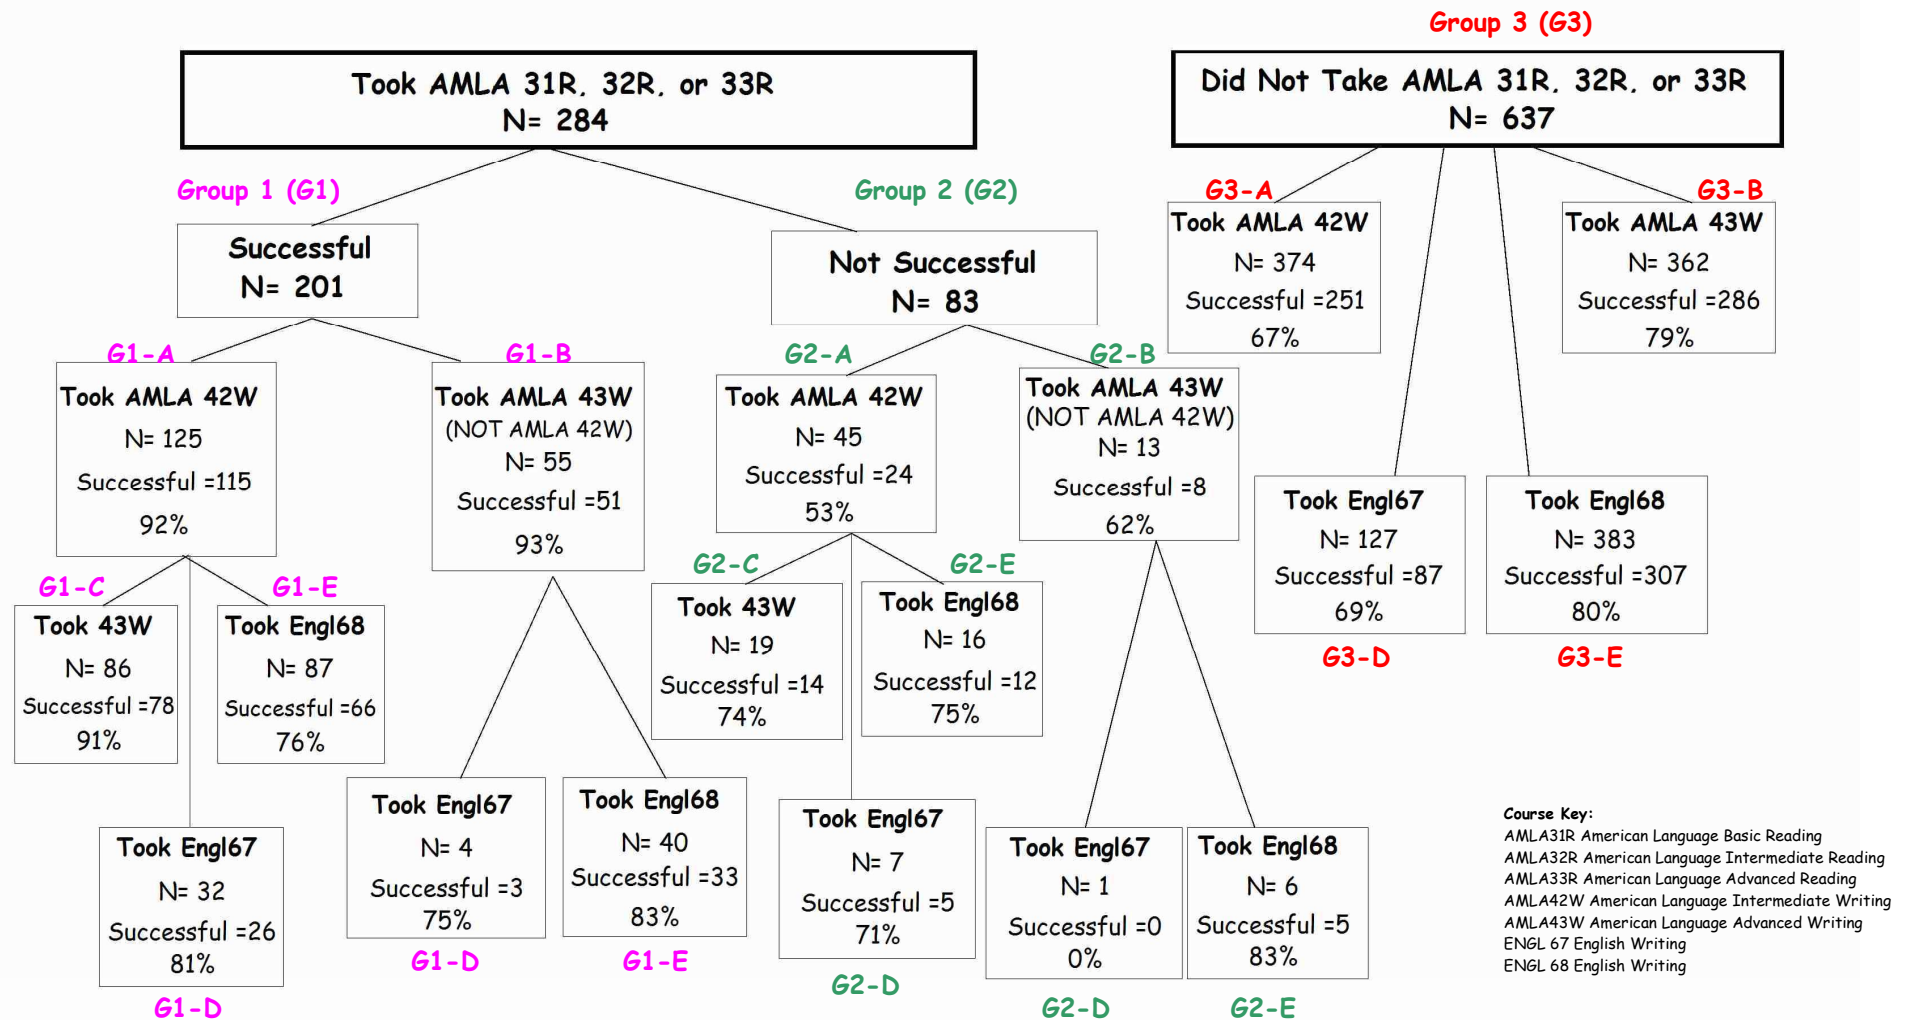 Group 3 (G3)
Took AMLA 31R, 32R, or 33R
N= 284
Did Not Take AMLA 31R, 32R, or 33R
N= 637
Group 1 (G1)
Group 2 (G2)
G3-A
G3-B
Successful
N= 201
Not Successful
N= 83
Took AMLA 42W
N= 374
Successful =251
67%
Took AMLA 43W
N= 362
Successful =286
79%
G1-A
G1-B
G2-A
G2-B
Took AMLA 42W
N= 125
Successful =115
92%
Took AMLA 43W
(NOT AMLA 42W)
N= 55
Successful =51
93%
Took AMLA 42W
N= 45
Successful =24
53%
Took AMLA 43W
(NOT AMLA 42W)
N= 13
Successful =8
62%
Took Engl67
N= 127
Successful =87
69%
G3-D
Took Engl68
N= 383
Successful =307
80%
G3-E
G1-C
G1-E
G2-C
G2-E
Took 43W
N= 86
Successful =78
91%
Took Engl68
N= 87
Successful =66
76%
Took 43W
N= 19
Successful =14
74%
Took Engl68
N= 16
Successful =12
75%
Took Engl67
N= 32
Successful =26
81%
G1-D
Took Engl67
N= 4
Successful =3
75%
G1-D
Took Engl68
N= 40
Successful =33
83%
G1-E
Took Engl67
N= 7
Successful =5
71%
G2-D
Took Engl67
N= 1
Successful =0
0%
G2-D
Took Engl68
N= 6
Successful =5
83%
G2-E
Course Key:
AMLA31R American Language Basic Reading
AMLA32R American Language Intermediate Reading
AMLA33R American Language Advanced Reading
AMLA42W American Language Intermediate Writing
AMLA43W American Language Advanced Writing
ENGL 67 English Writing
ENGL 68 English Writing